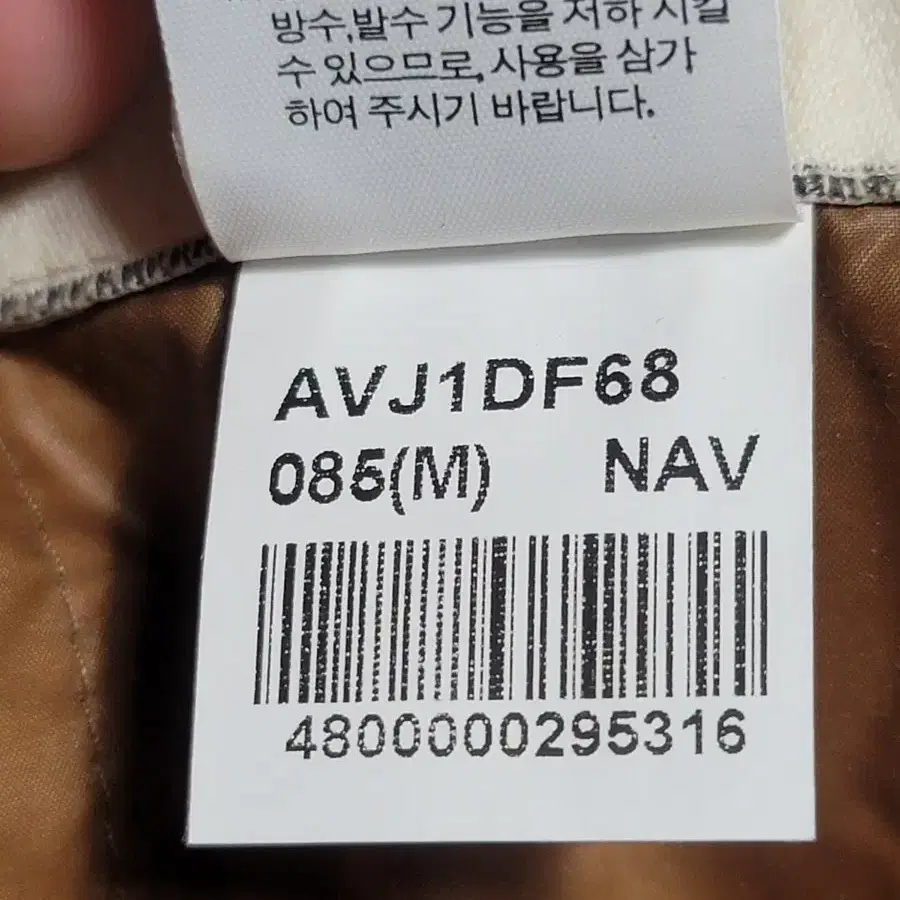 방수,발수 기능을 저하 시킬
수 있으므로, 사용을 삼가
하여 주시기 바랍니다.
AVJ1DF68
085(M) NAV
4800000295316